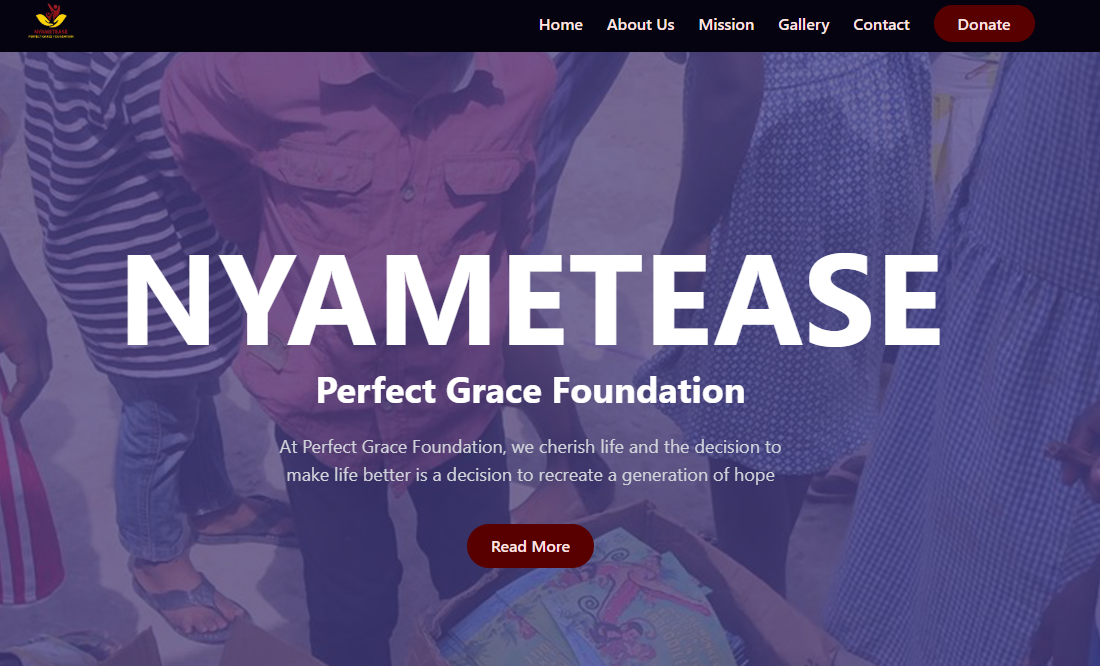 NYAMETEASE
PERFECT GRACE FOUNDATION
Home About Us Mission Gallery Contact Donate
NYAMETEASE
Perfect Grace Foundation
At Perfect Grace Foundation, we cherish life and the decision to
make life better is a decision to recreate a generation of hope
Read More